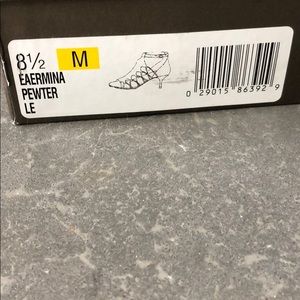 8½ M
EAERMINA
PEWTER
LE
0 29015 86392 9